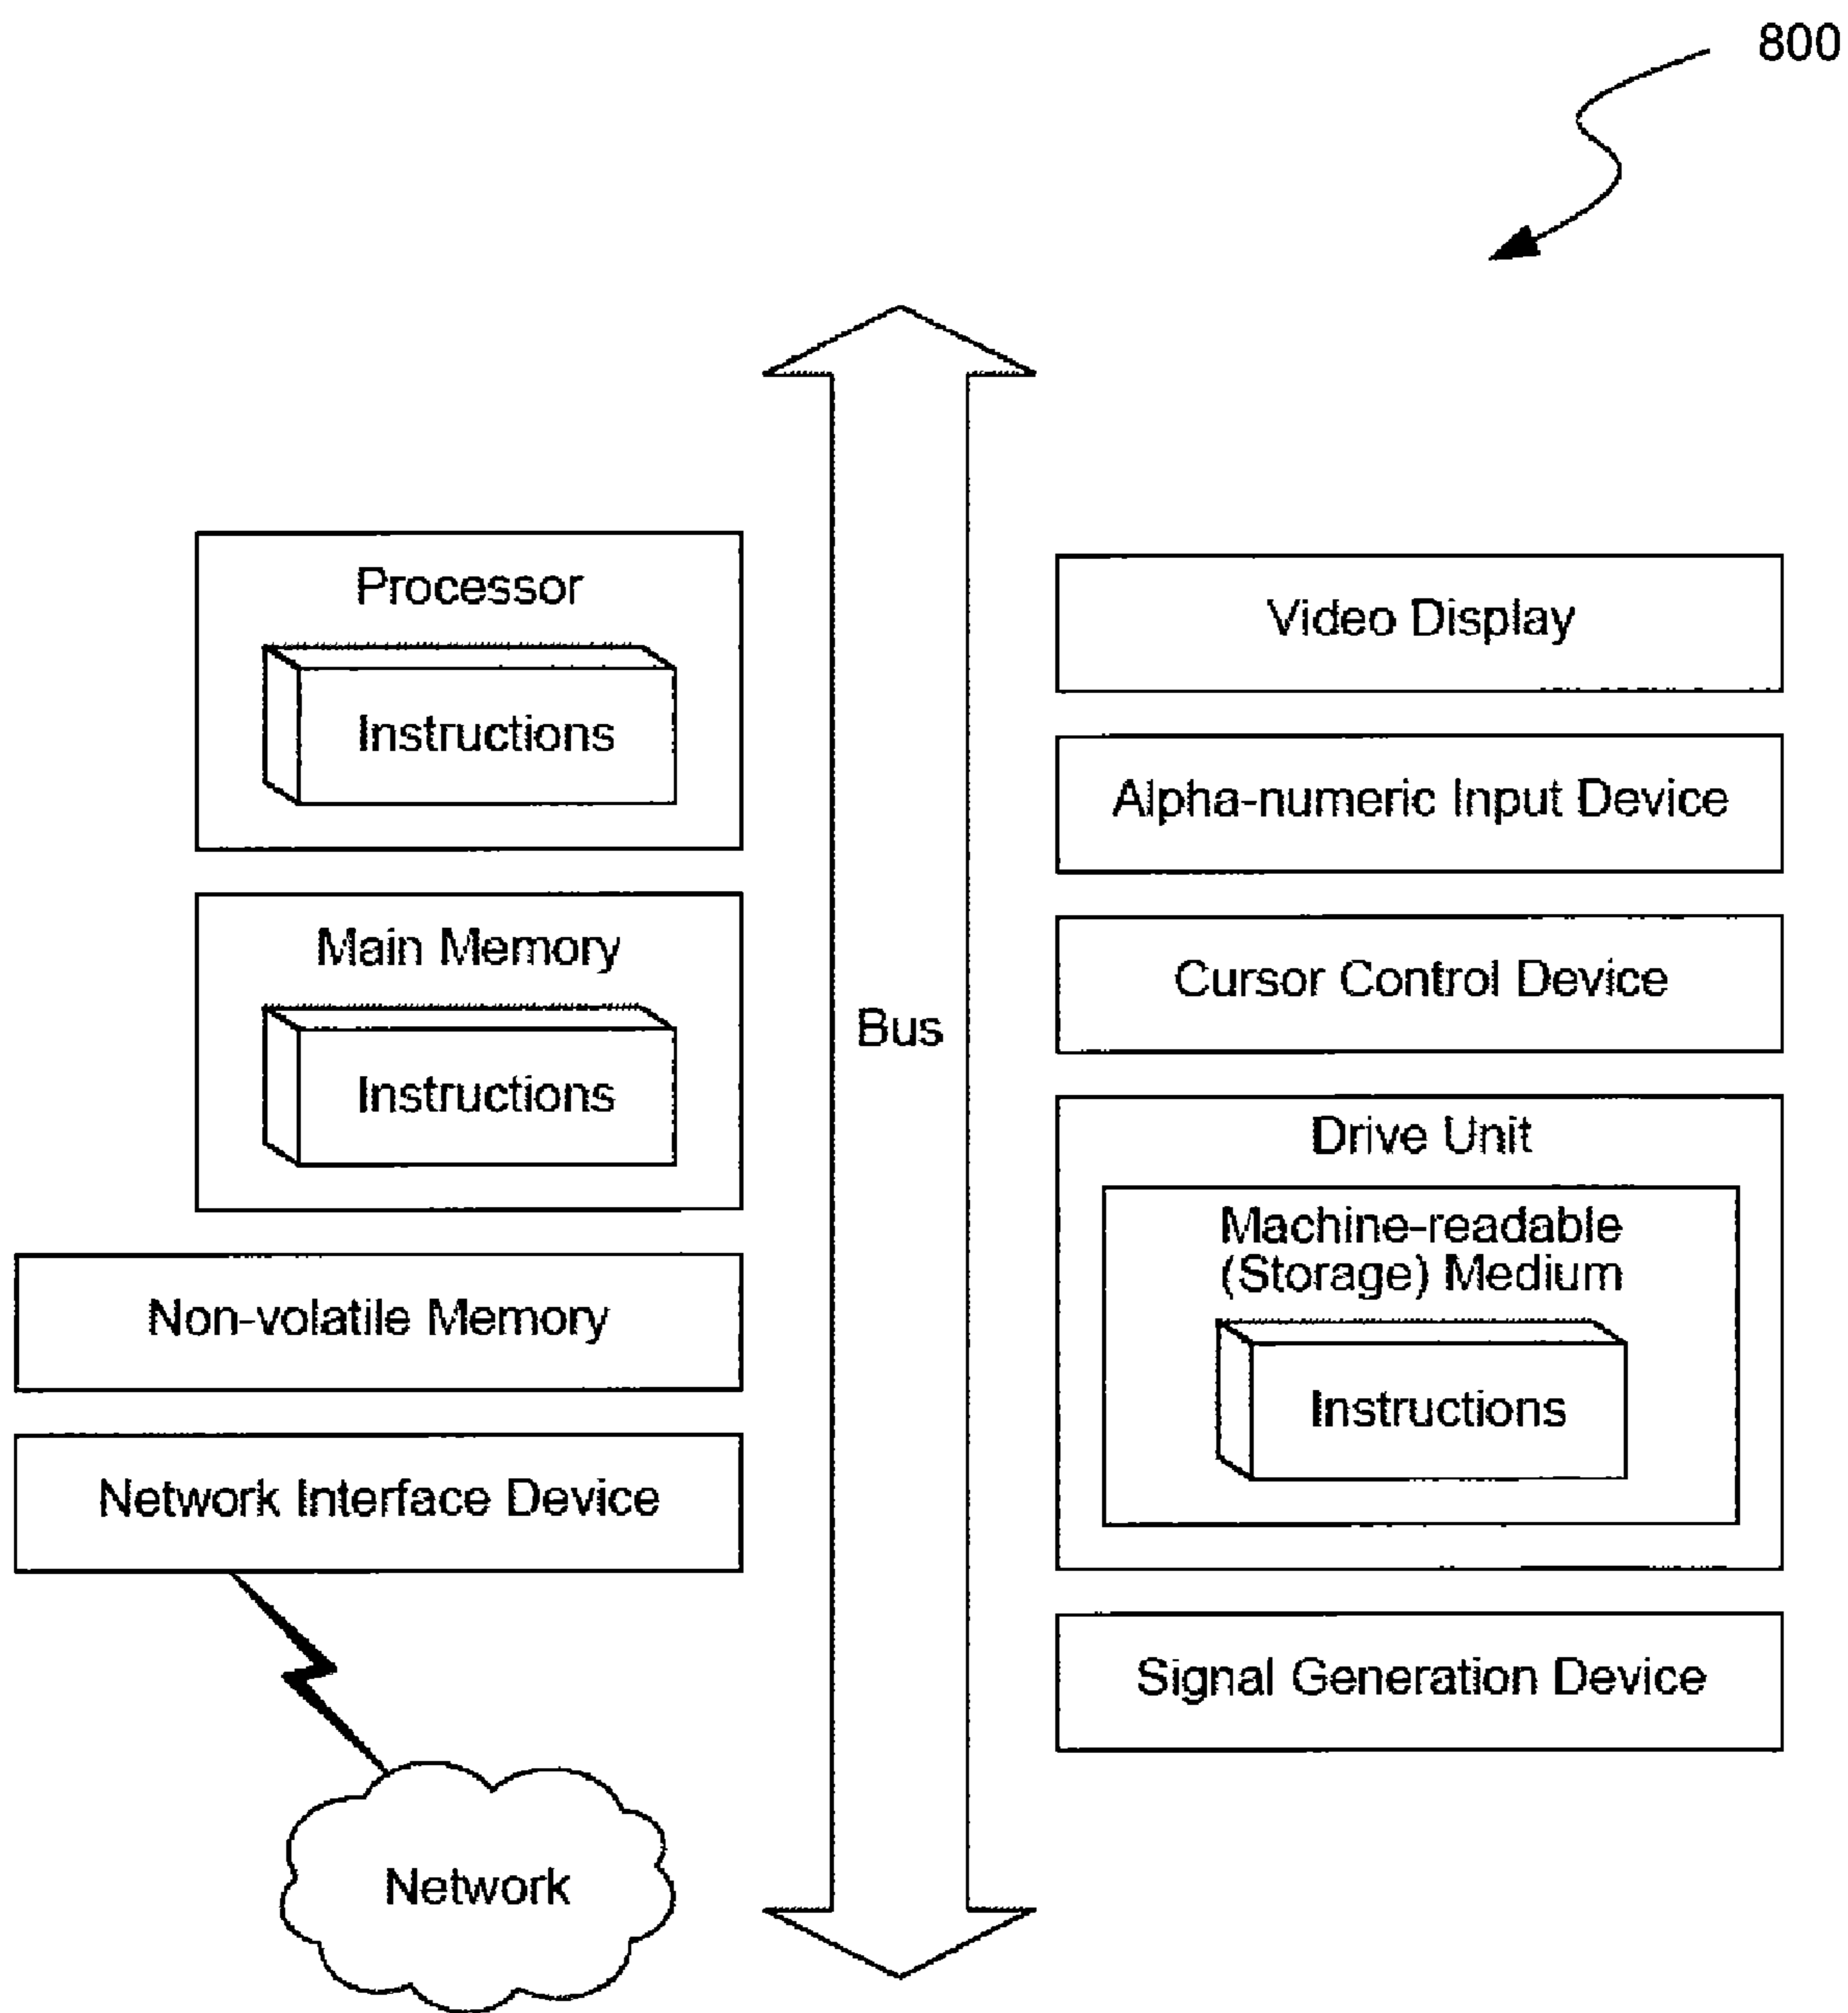 800
Processor
Instructions
Main Memory
Instructions
Non-volatile Memory
Network Interface Device
Network
Bus
Video Display
Alpha-numeric Input Device
Cursor Control Device
Drive Unit
Machine-readable
(Storage) Medium
Instructions
Signal Generation Device